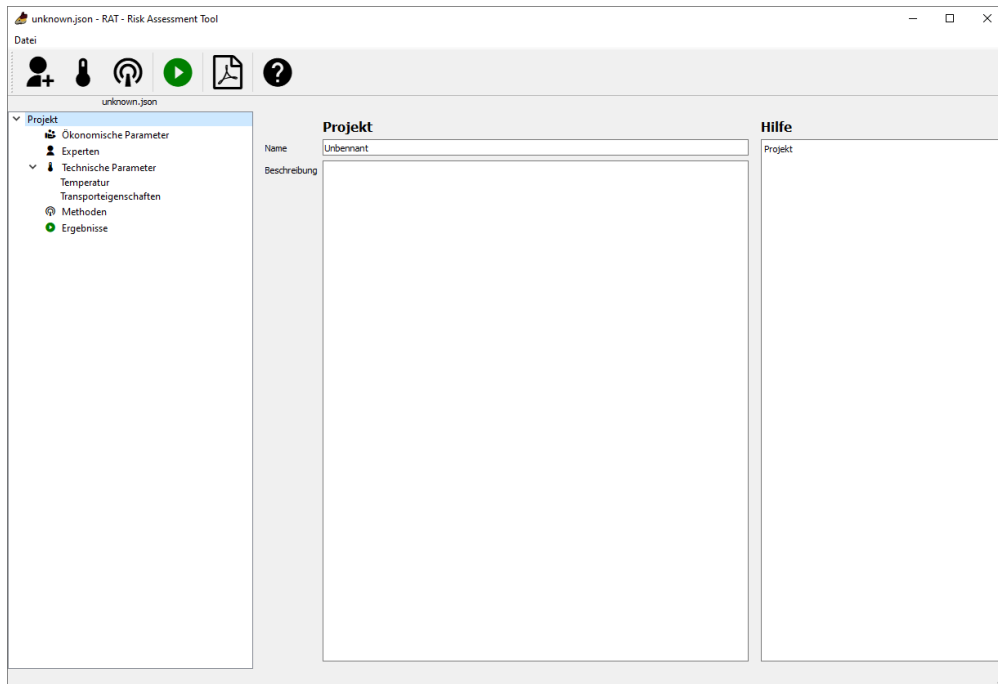 unknown.json - RAT - Risk Assessment Tool
Datei
unknown.json
Projekt
Ökonomische Parameter
Experten
Technische Parameter
Temperatur
Transporteigenschaften
Methoden
Ergebnisse
Projekt
Name
Unbennant
Beschreibung
Hilfe
Projekt